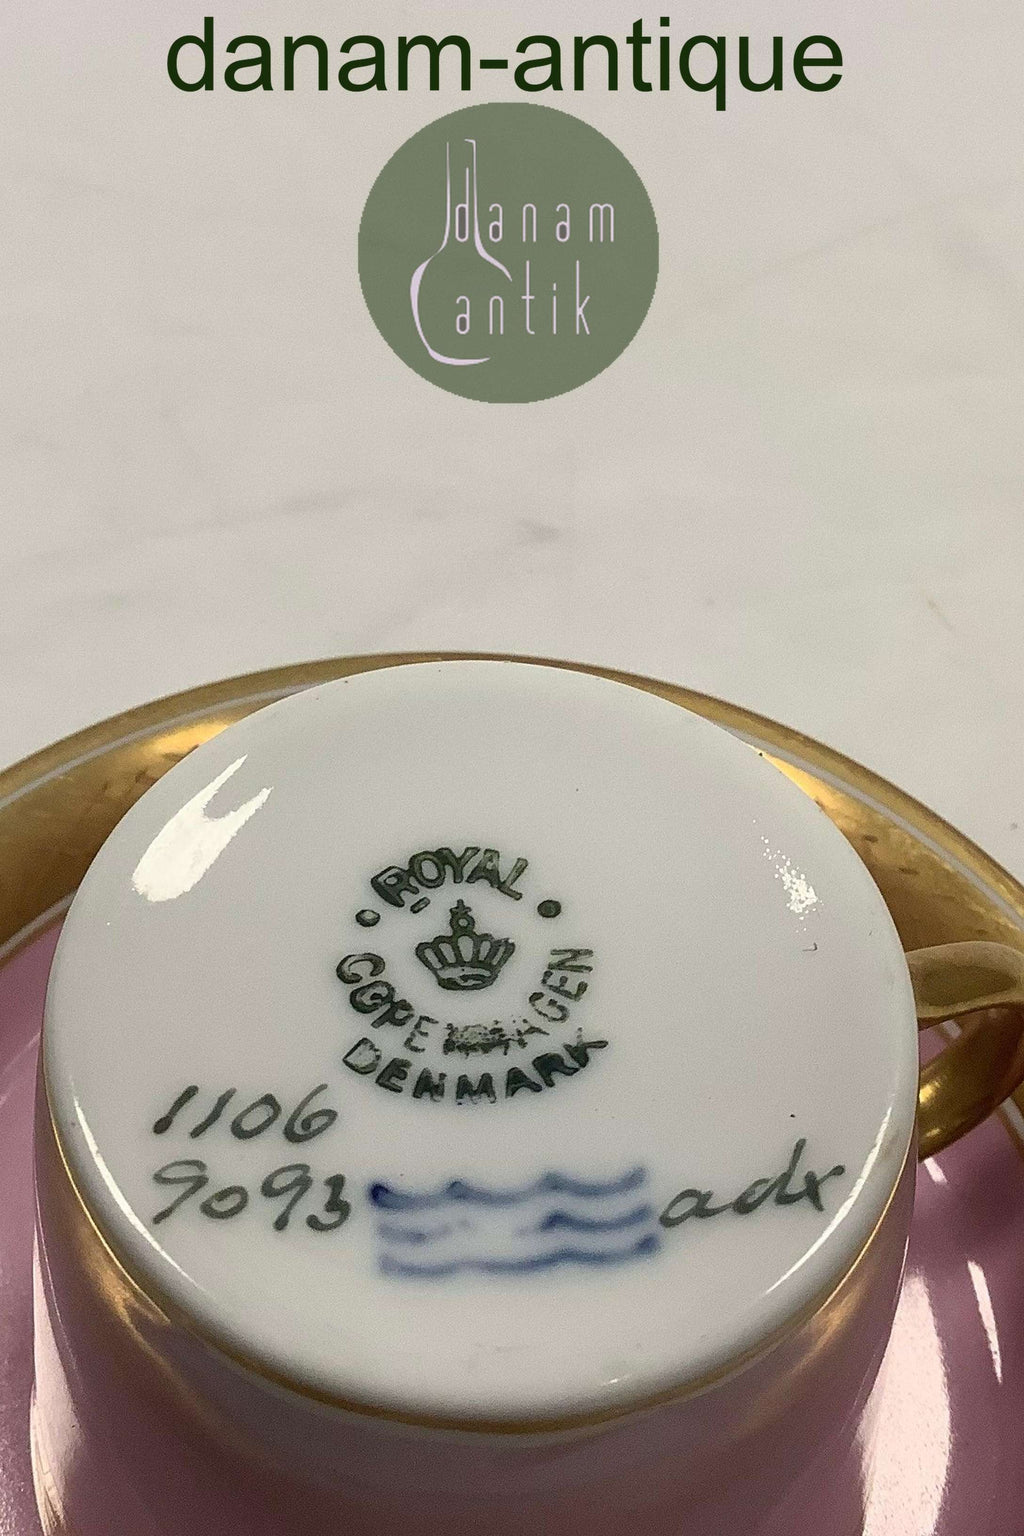 danam-antique
danam
antik
ROYAL
COPENHAGEN
DENMARK
1106
9093
adx